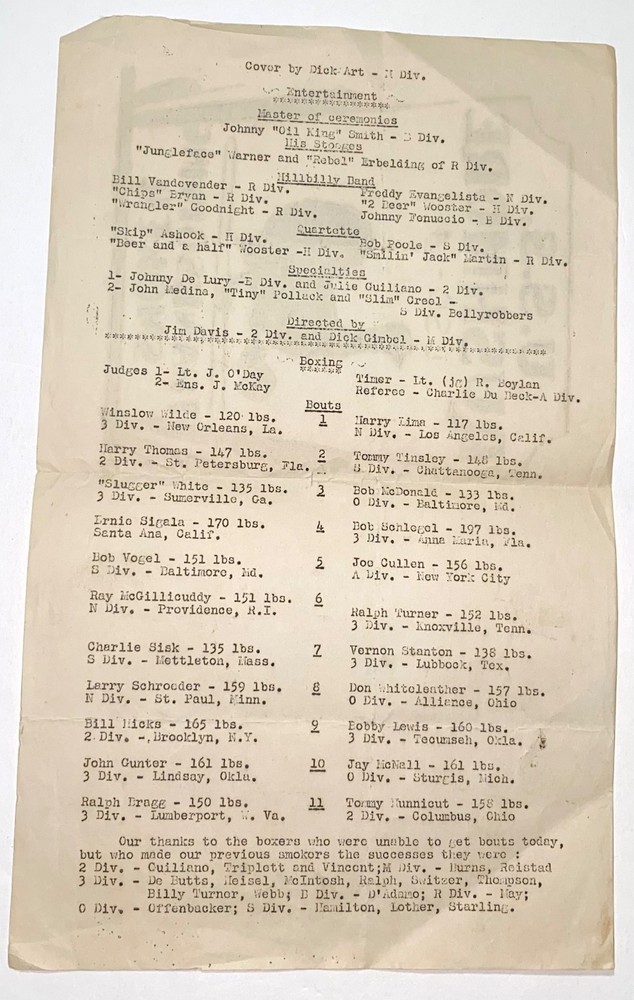 Cover by Dick Art - N Div.
Entertainment
*******************
Master of ceremonies
Johnny "Oil King" Smith - B Div.
His Stooges
"Jungleface" Warner and "Rebel" Erbelding of R Div.
Hillbilly Band
Bill Vandevender - R Div. Freddy Evangelista - N Div.
"Chips" Bryan - R Div. "2 Beer" Wooster - H Div.
"Wrangler" Goodnight - R Div. Johnny Fenuccio - E Div.
Quartette
"Skip" Ashook - H Div. Bob Poole - S Div.
"Beer and a half" Wooster -H Div. "Smilin' Jack" Martin - R Div.
Specialties
1- Johnny De Lury -E Div. and Julie Cuiliano - 2 Div.
2- John Medina, "Tiny" Pollack and "Slim" Creel -
S Div. Bellyrobbers
Directed by
Jim Davis - 2 Div. and Dick Gimbel - M Div.
Boxing
*******
Judges 1- Lt. J. O'Day Timer - Lt. (jg) R. Boylan
2- Ens. J. McKay Referee - Charlie Du Beck-A Div.
Bouts
Winslow Wilde - 120 lbs. 1 Harry Lima - 117 lbs.
3 Div. - New Orleans, La. N Div. - Los Angeles, Calif.
Harry Thomas - 147 lbs. 2 Tommy Tinsley - 148 lbs.
2 Div. - St. Petersburg, Fla. S Div. - Chattanooga, Tenn.
"Slugger" White - 135 lbs. 3 Bob McDonald - 133 lbs.
3 Div. - Sumerville, Ga. O Div. - Baltimore, Md.
Ernie Sigala - 170 lbs. 4 Bob Schlegel - 197 lbs.
Santa Ana, Calif. 3 Div. - Anna Maria, Fla.
Bob Vogel - 151 lbs. 5 Joe Cullen - 156 lbs.
S Div. - Baltimore, Md. A Div. - New York City
Ray McGillicuddy - 151 lbs. 6
N Div. - Providence, R.I. Ralph Turner - 152 lbs.
3 Div. - Knoxville, Tenn.
Charlie Sisk - 135 lbs. 7 Vernon Stanton - 138 lbs.
S Div. - Mettleton, Mass. 3 Div. - Lubbock, Tex.
Larry Schroeder - 159 lbs. 8 Don Whiteleather - 157 lbs.
N Div. - St. Paul, Minn. O Div. - Alliance, Ohio
Bill Hicks - 165 lbs. 9 Bobby Lewis - 160 lbs.
2 Div. -,Brooklyn, N.Y. 3 Div. - Tecumseh, Okla.
John Gunter - 161 lbs. 10 Jay McNall - 161 lbs.
3 Div. - Lindsay, Okla. O Div. - Sturgis, Mich.
Ralph Bragg - 150 lbs. 11 Tommy Hunnicut - 158 lbs.
3 Div. - Lumberport, W. Va. 2 Div. - Columbus, Ohio
Our thanks to the boxers who were unable to get bouts today,
but who made our previous smokers the successes they were :
2 Div. - Cuiliano, Triplett and Vincent;M Div. - Burns, Reistad
3 Div. - De Butts, Heisel, McIntosh, Ralph, Switzer, Thompson,
Billy Turner, Webb; E Div. - D'Adamo; R Div. - May;
O Div. - Offenbacker; S Div. - Hamilton, Lother, Starling.